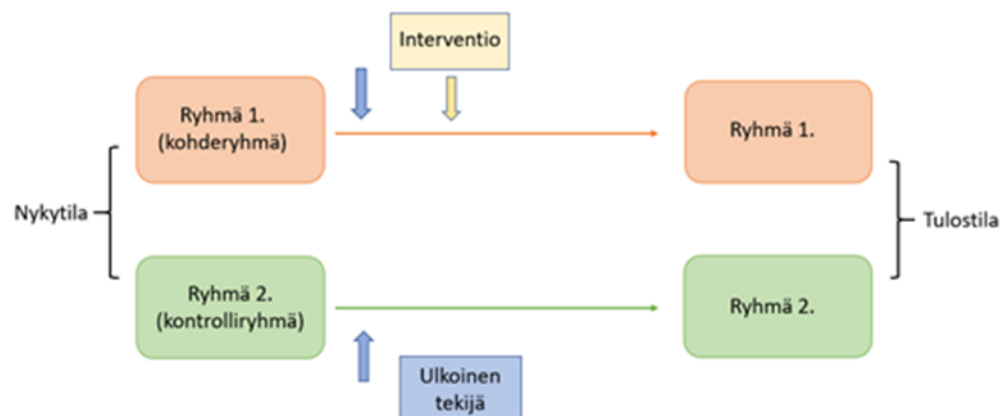 Interventio
Ryhmä 1.
(kohderyhmä)
Ryhmä 1.
Nykytila
Tulostila
Ryhmä 2.
(kontrolliryhmä)
Ryhmä 2.
Ulkoinen
tekijä